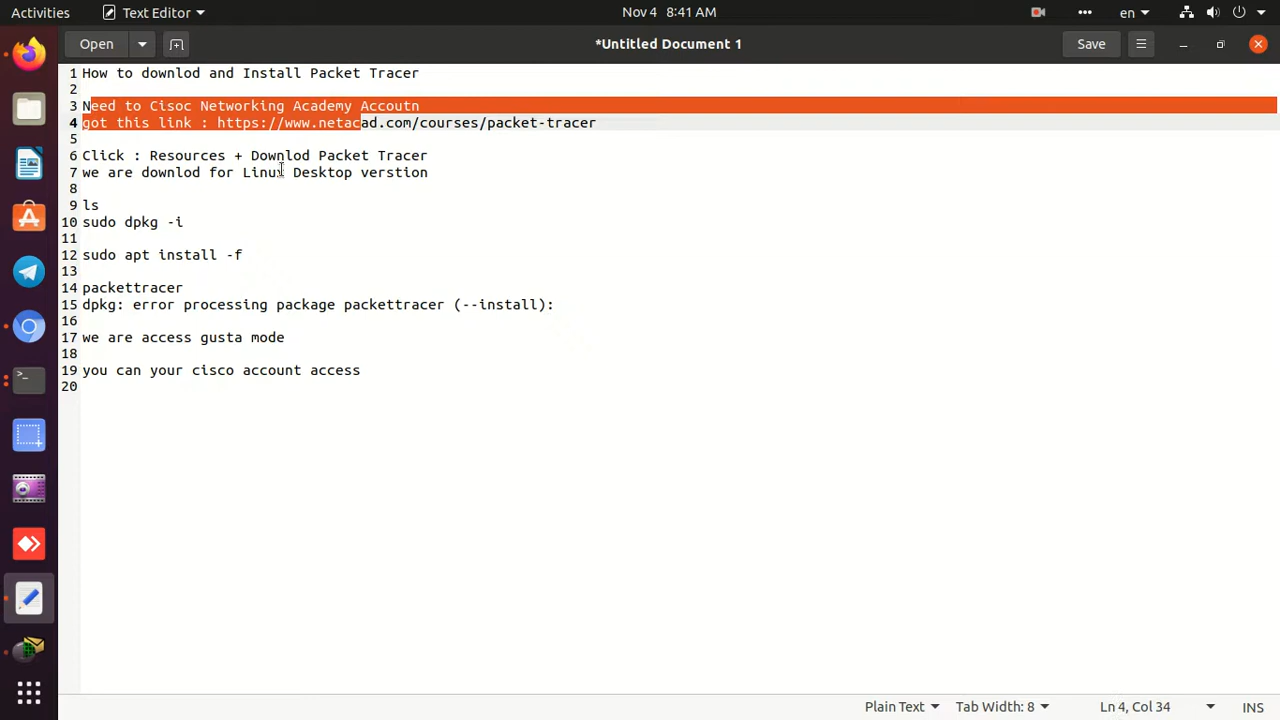 Activities Text Editor Nov 4 8:41 AM en
Open *Untitled Document 1 Save
1 How to downlod and Install Packet Tracer
2
3 Need to Cisoc Networking Academy Accoutn
4 got this link : https://www.netacad.com/courses/packet-tracer
5
6 Click : Resources + Downlod Packet Tracer
7 we are downlod for Linux Desktop verstion
8
9 ls
10 sudo dpkg -i
11
12 sudo apt install -f
13
14 packettracer
15 dpkg: error processing package packettracer (--install):
16
17 we are access gusta mode
18
19 you can your cisco account access
20
Plain Text Tab Width: 8 Ln 4, Col 34 INS